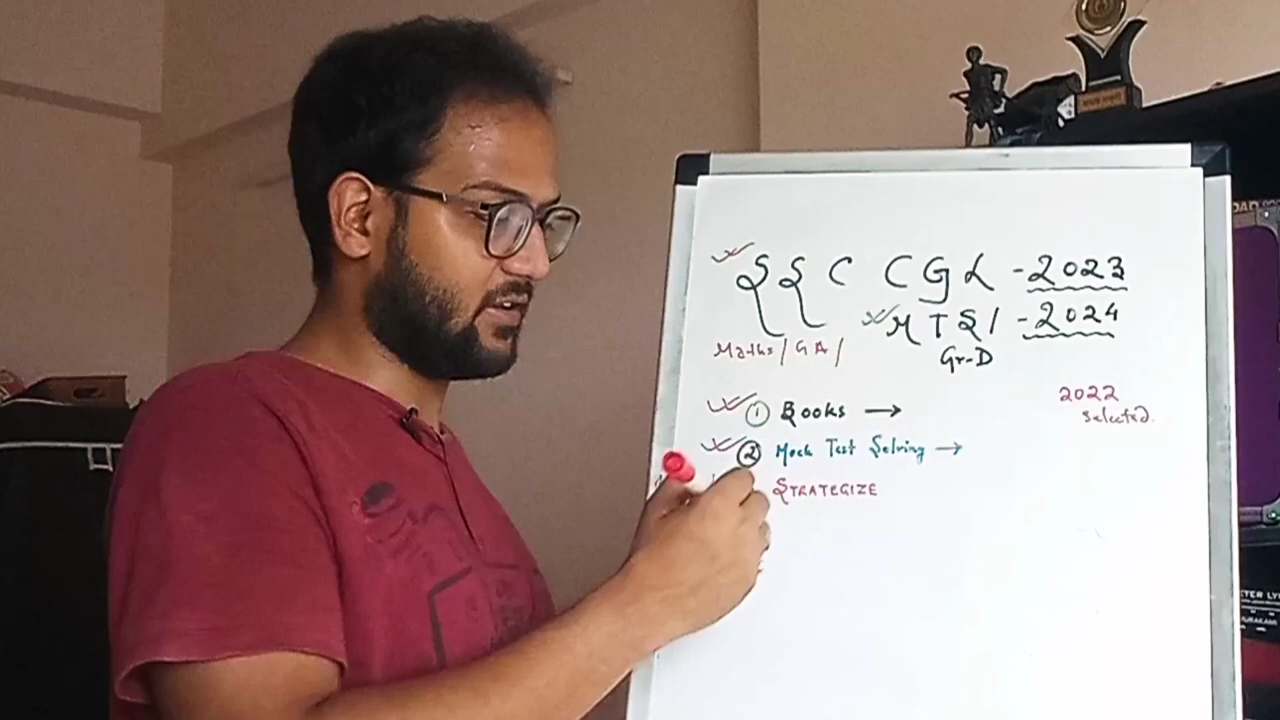 SSC CGL - 2023
MTS / - 2024
Maths / GA /
Gr-D
2022
selected.
① Books →
② Mock Test Solving →
STRATEGIZE